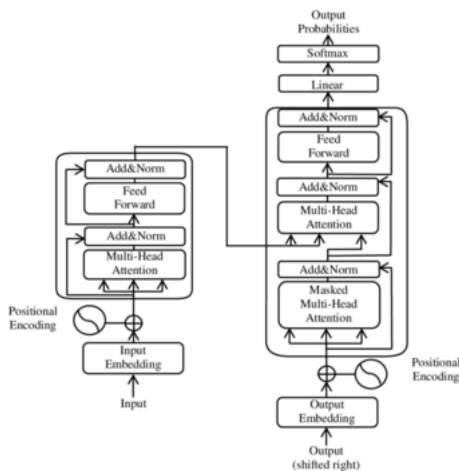 Output
Probabilities
Softmax
Linear
Add&Norm
Feed
Forward
Add&Norm
Multi-Head
Attention
Add&Norm
Masked
Multi-Head
Attention
Positional
Encoding
Output
Embedding
Output
(shifted right)
Add&Norm
Feed
Forward
Add&Norm
Multi-Head
Attention
Positional
Encoding
Input
Embedding
Input